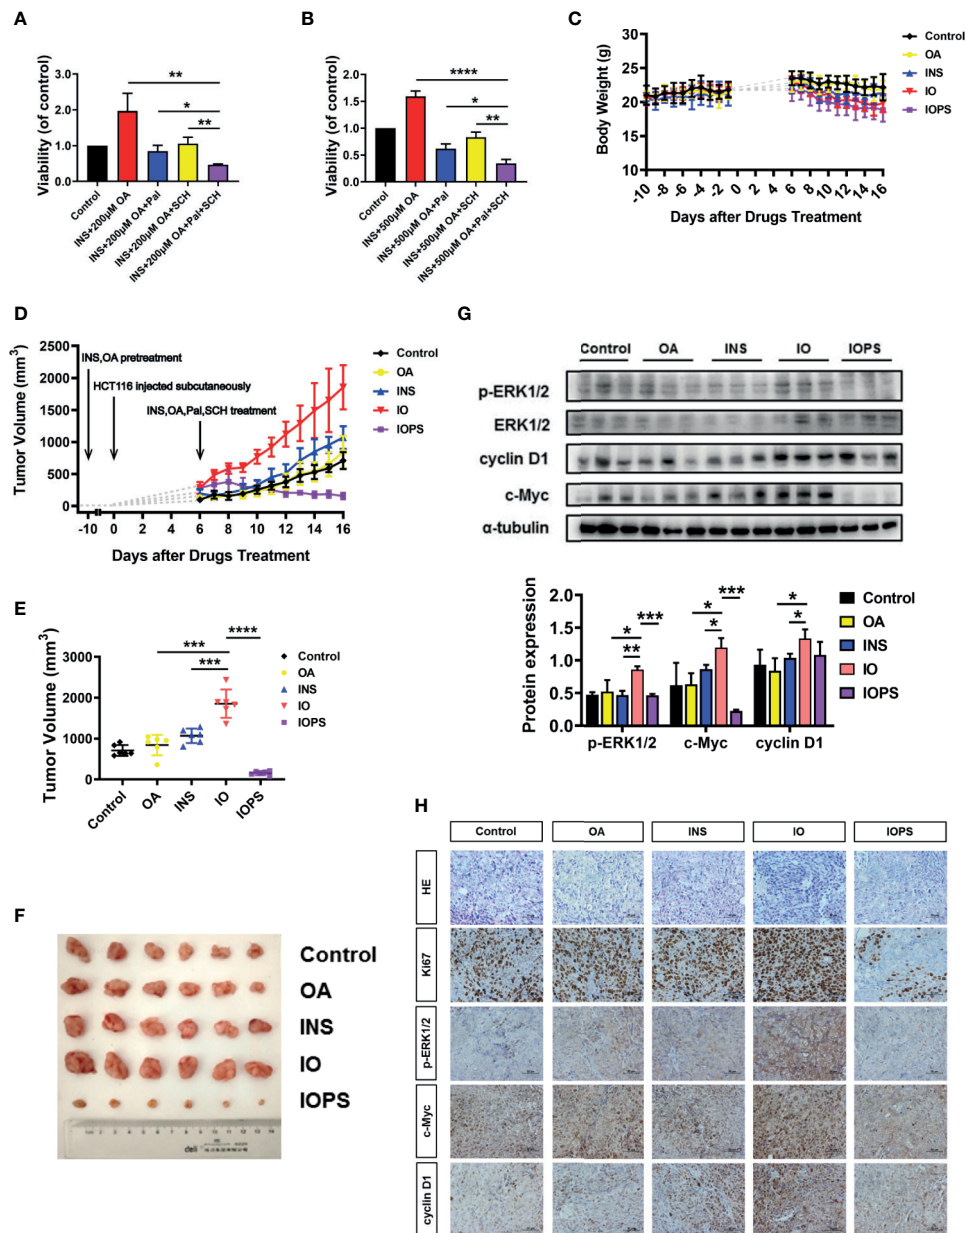 A
Viability (of control)
3.0
2.0
1.0
0.0
**
*
**
Control
INS+200μM OA
INS+200μM OA+Pal
INS+200μM OA+SCH
INS+200μM OA+Pal+SCH
B
Viability (of control)
2.0
1.5
1.0
0.5
0.0
****
*
**
Control
INS+500μM OA
INS+500μM OA+Pal
INS+500μM OA+SCH
INS+500μM OA+Pal+SCH
C
Body Weight (g)
30
25
20
15
10
-10 -8 -6 -4 -2 0 2 4 6 8 10 12 14 16
Days after Drugs Treatment
Control
OA
INS
IO
IOPS
D
Tumor Volume (mm3)
2500
2000
1500
1000
500
0
INS,OA pretreatment
HCT116 injected subcutaneously
INS,OA,Pal,SCH treatment
-10 0 2 4 6 8 10 12 14 16
Days after Drugs Treatment
Control
OA
INS
IO
IOPS
E
Tumor Volume (mm3)
3000
2000
1000
0
***
****
***
Control
OA
INS
IO
IOPS
Control
OA
INS
IO
IOPS
F
Control
OA
INS
IO
IOPS
deli
G
Control OA INS IO IOPS
p-ERK1/2
ERK1/2
cyclin D1
c-Myc
α-tubulin
Protein expression
2.0
1.5
1.0
0.5
0.0
*
***
**
*
***
*
*
*
p-ERK1/2 c-Myc cyclin D1
Control
OA
INS
IO
IOPS
H
Control OA INS IO IOPS
HE
Ki67
p-ERK1/2
c-Myc
cyclin D1